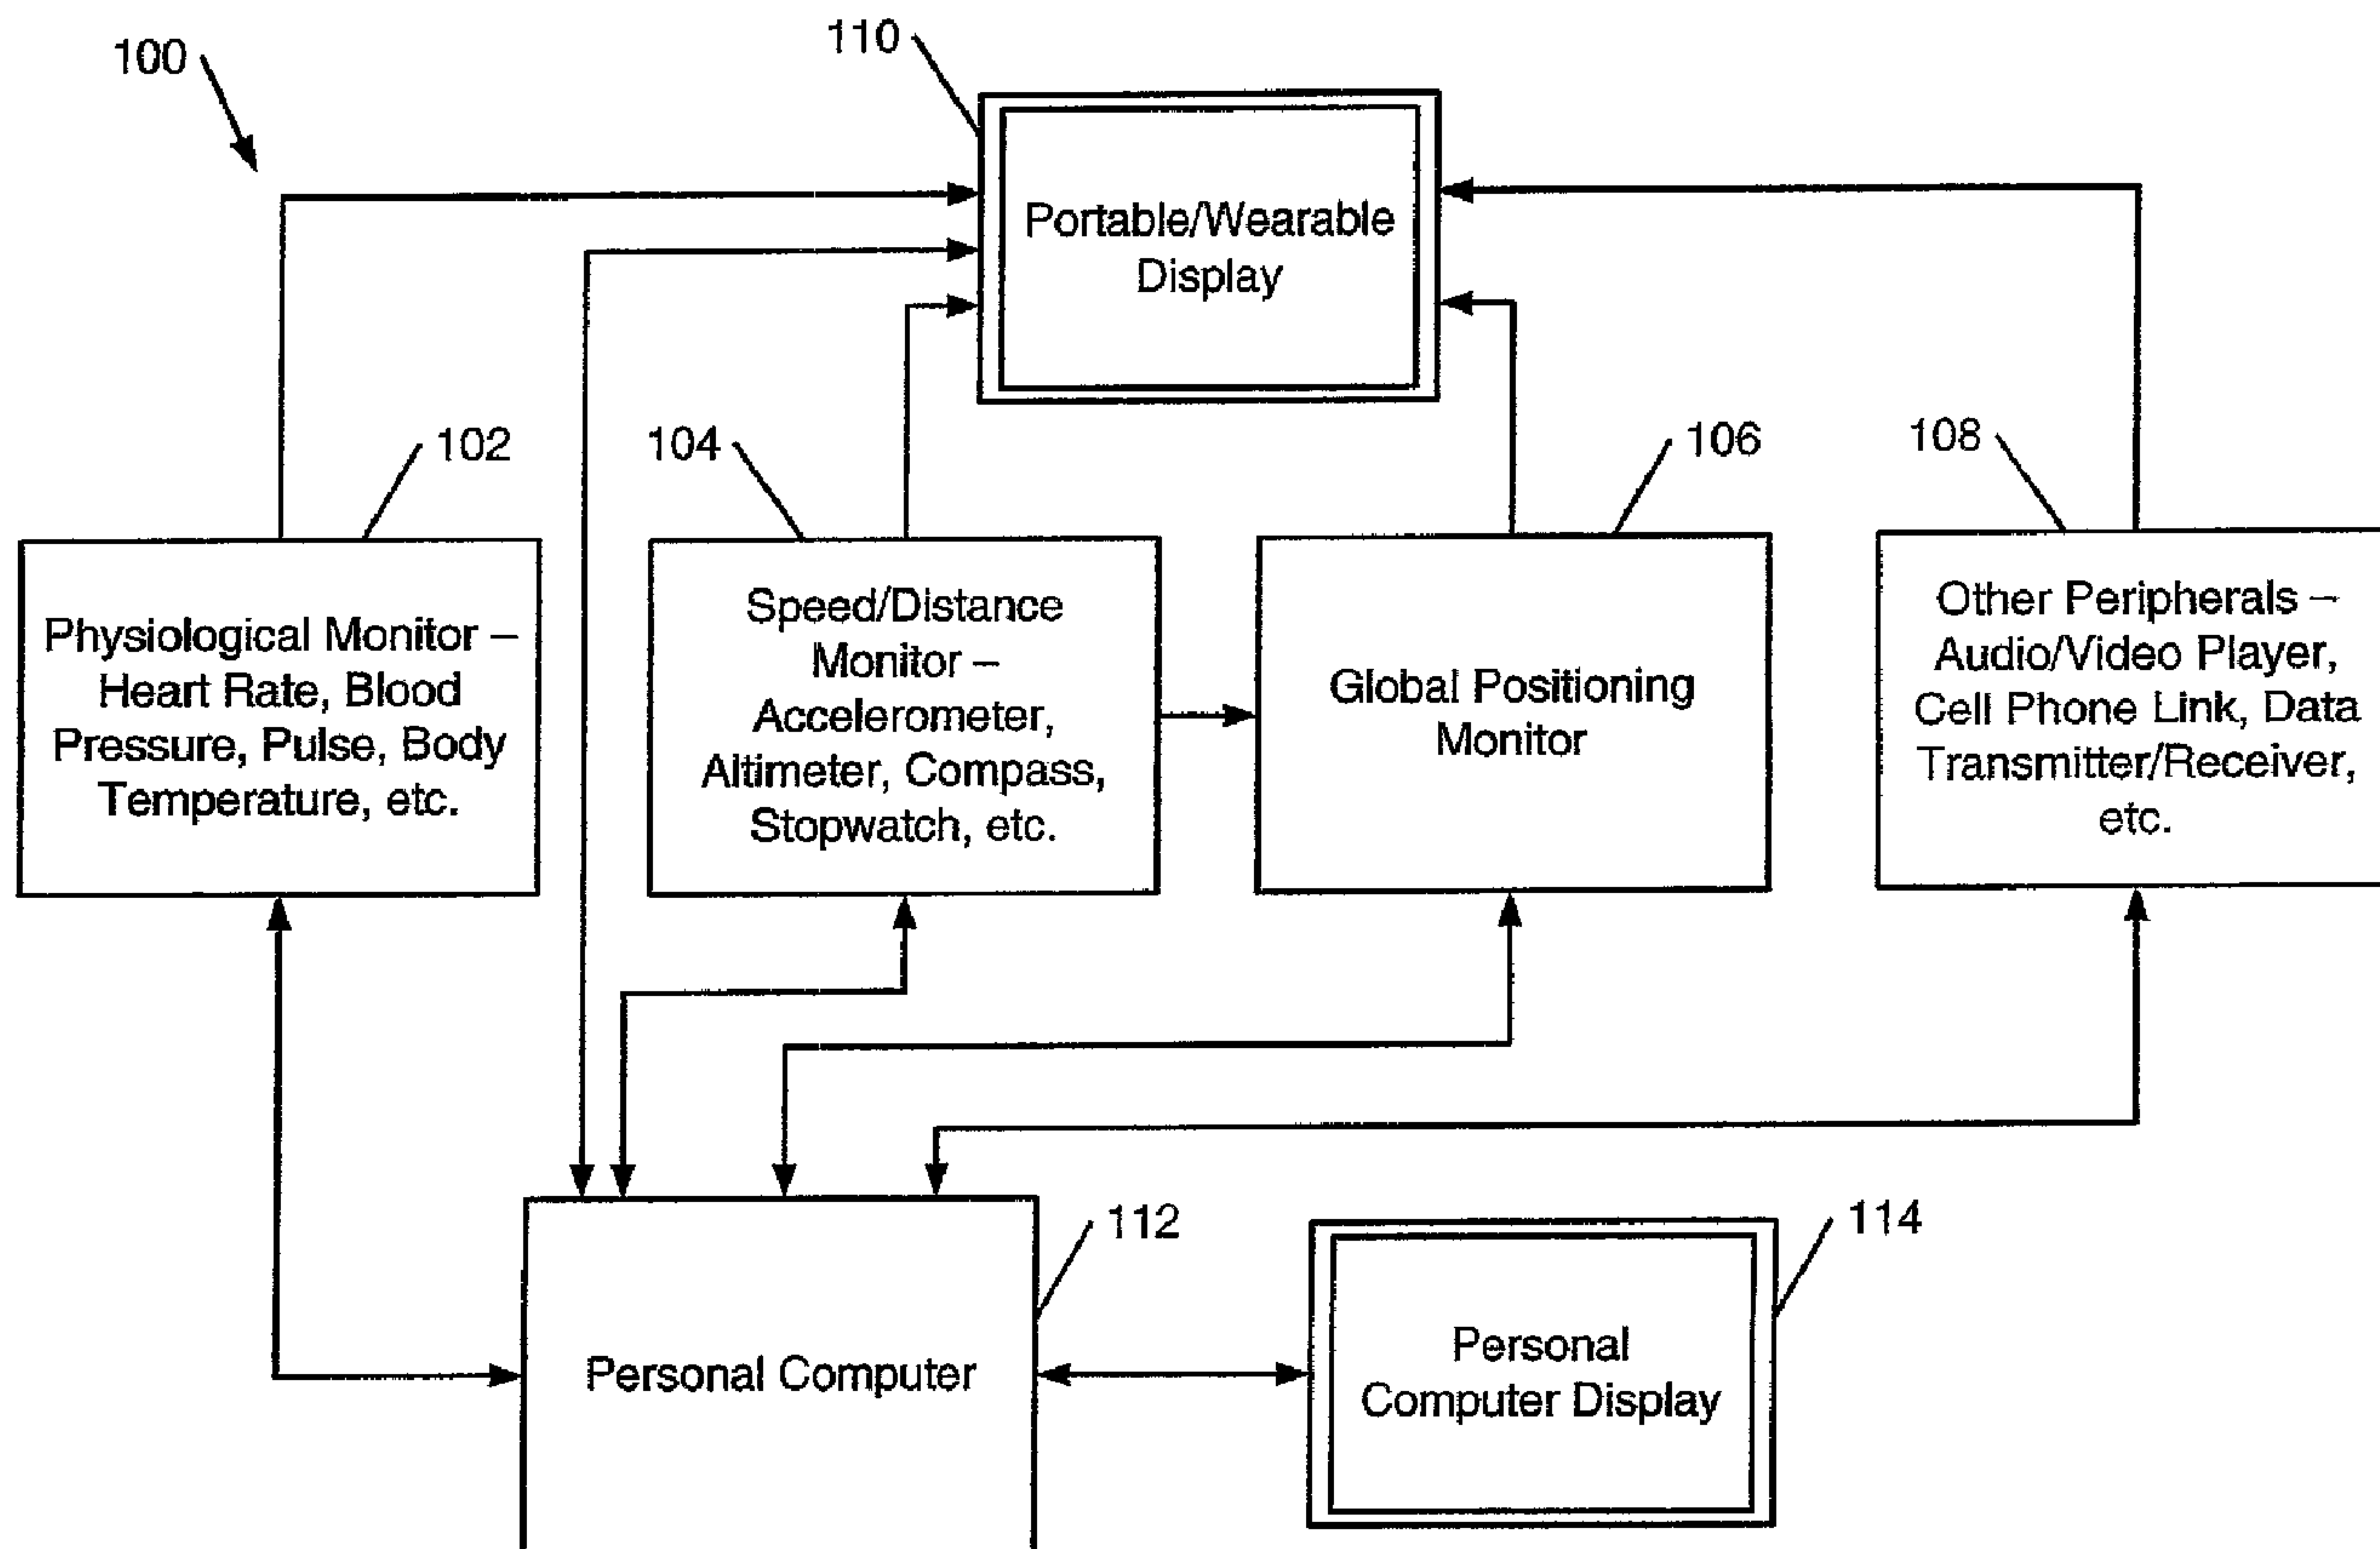 100
110
Portable/Wearable
Display
102
104
106
108
Physiological Monitor –
Heart Rate, Blood
Pressure, Pulse, Body
Temperature, etc.
Speed/Distance
Monitor –
Accelerometer,
Altimeter, Compass,
Stopwatch, etc.
Global Positioning
Monitor
Other Peripherals –
Audio/Video Player,
Cell Phone Link, Data
Transmitter/Receiver,
etc.
112
114
Personal Computer
Personal
Computer Display